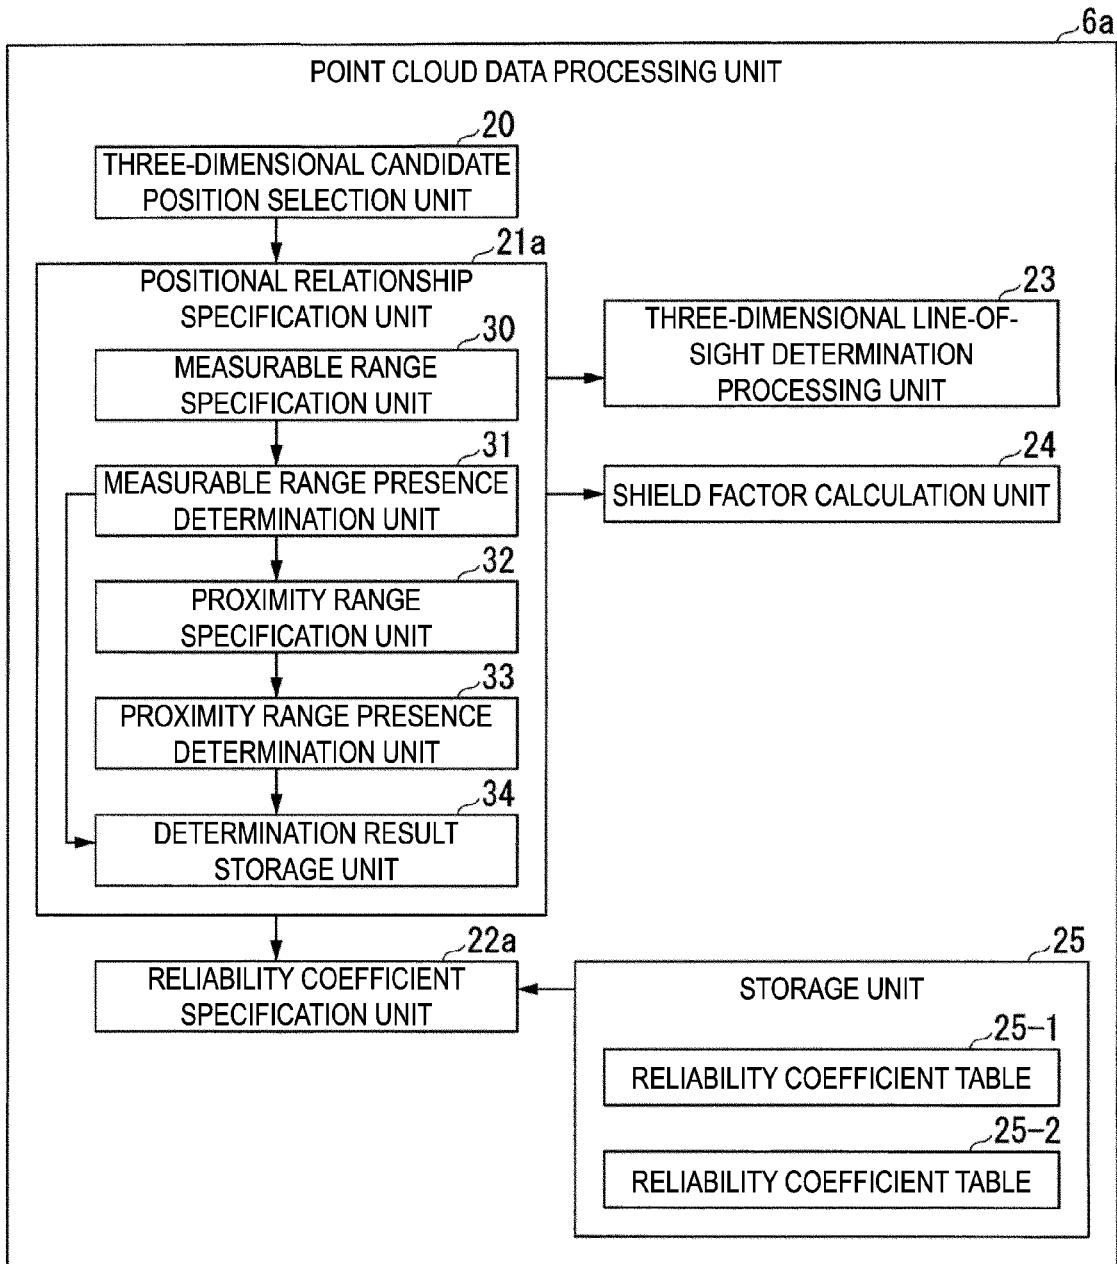 6a
POINT CLOUD DATA PROCESSING UNIT
20
THREE-DIMENSIONAL CANDIDATE
POSITION SELECTION UNIT
21a
POSITIONAL RELATIONSHIP
SPECIFICATION UNIT
30
MEASURABLE RANGE
SPECIFICATION UNIT
31
MEASURABLE RANGE PRESENCE
DETERMINATION UNIT
32
PROXIMITY RANGE
SPECIFICATION UNIT
33
PROXIMITY RANGE PRESENCE
DETERMINATION UNIT
34
DETERMINATION RESULT
STORAGE UNIT
23
THREE-DIMENSIONAL LINE-OF-
SIGHT DETERMINATION
PROCESSING UNIT
24
SHIELD FACTOR CALCULATION UNIT
22a
RELIABILITY COEFFICIENT
SPECIFICATION UNIT
25
STORAGE UNIT
25-1
RELIABILITY COEFFICIENT TABLE
25-2
RELIABILITY COEFFICIENT TABLE